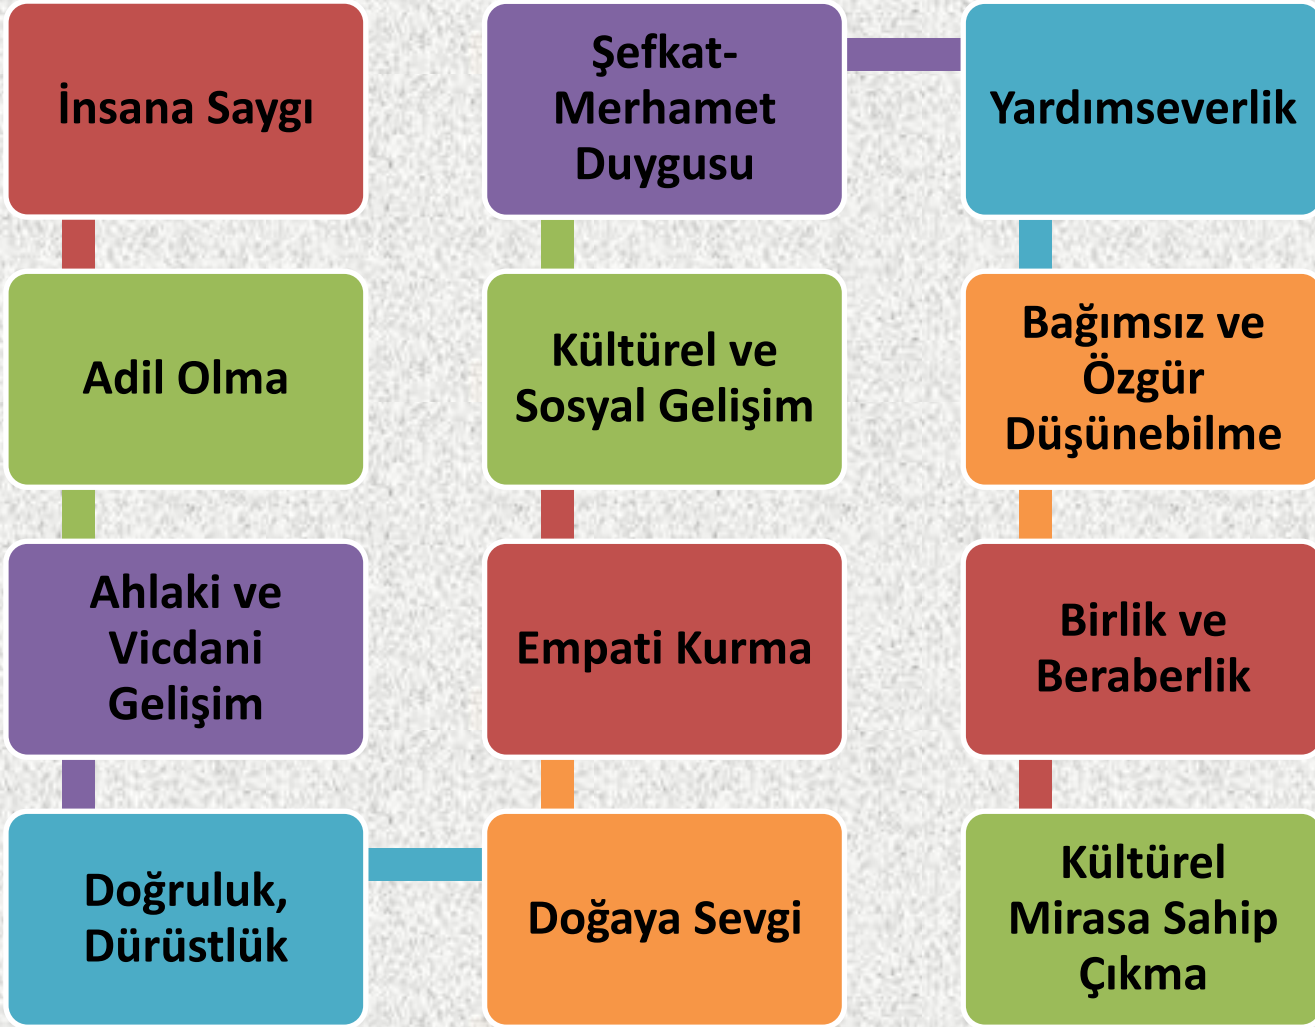 İnsana Saygı
Adil Olma
Ahlaki ve
Vicdani
Gelişim
Doğruluk,
Dürüstlük
Doğaya Sevgi
Empati Kurma
Kültürel ve
Sosyal Gelişim
Şefkat-
Merhamet
Duygusu
Yardımseverlik
Bağımsız ve
Özgür
Düşünebilme
Birlik ve
Beraberlik
Kültürel
Mirasa Sahip
Çıkma